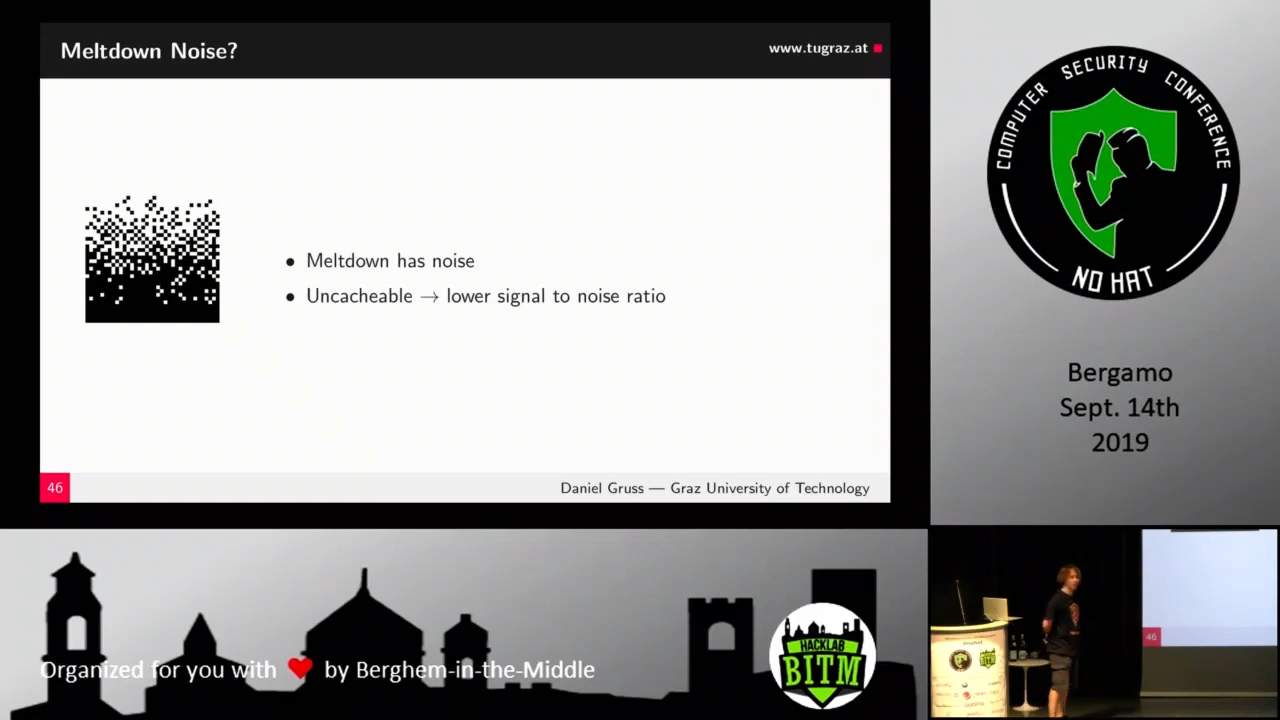 Meltdown Noise?
www.tugraz.at
• Meltdown has noise
• Uncacheable → lower signal to noise ratio
46
Daniel Gruss — Graz University of Technology
COMPUTER SECURITY CONFERENCE
NO HAT
Bergamo
Sept. 14th
2019
Organized for you with ❤ by Berghem-in-the-Middle
HACKLAB
BITM
46